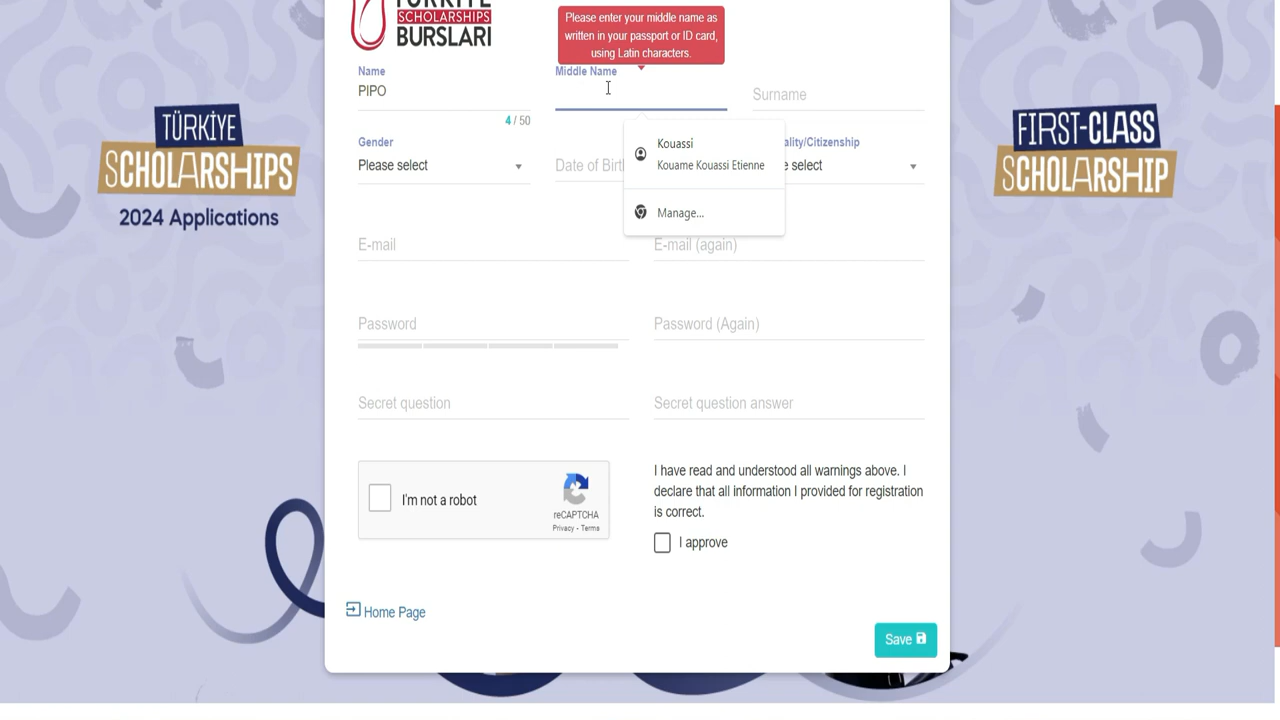 TÜRKİYE
SCHOLARSHIPS
BURSLARI
Please enter your middle name as
written in your passport or ID card,
using Latin characters.
Name
Middle Name
PIPO
Surname
4 / 50
TÜRKİYE
SCHOLARSHIPS
2024 Applications
FIRST-CLASS
SCHOLARSHIP
Gender
Please select
Date of Birt
Kouassi
Kouame Kouassi Etienne
Manage...
ality/Citizenship
e select
E-mail
E-mail (again)
Password
Password (Again)
Secret question
Secret question answer
I'm not a robot
reCAPTCHA
Privacy - Terms
I have read and understood all warnings above. I
declare that all information I provided for registration
is correct.
I approve
Home Page
Save